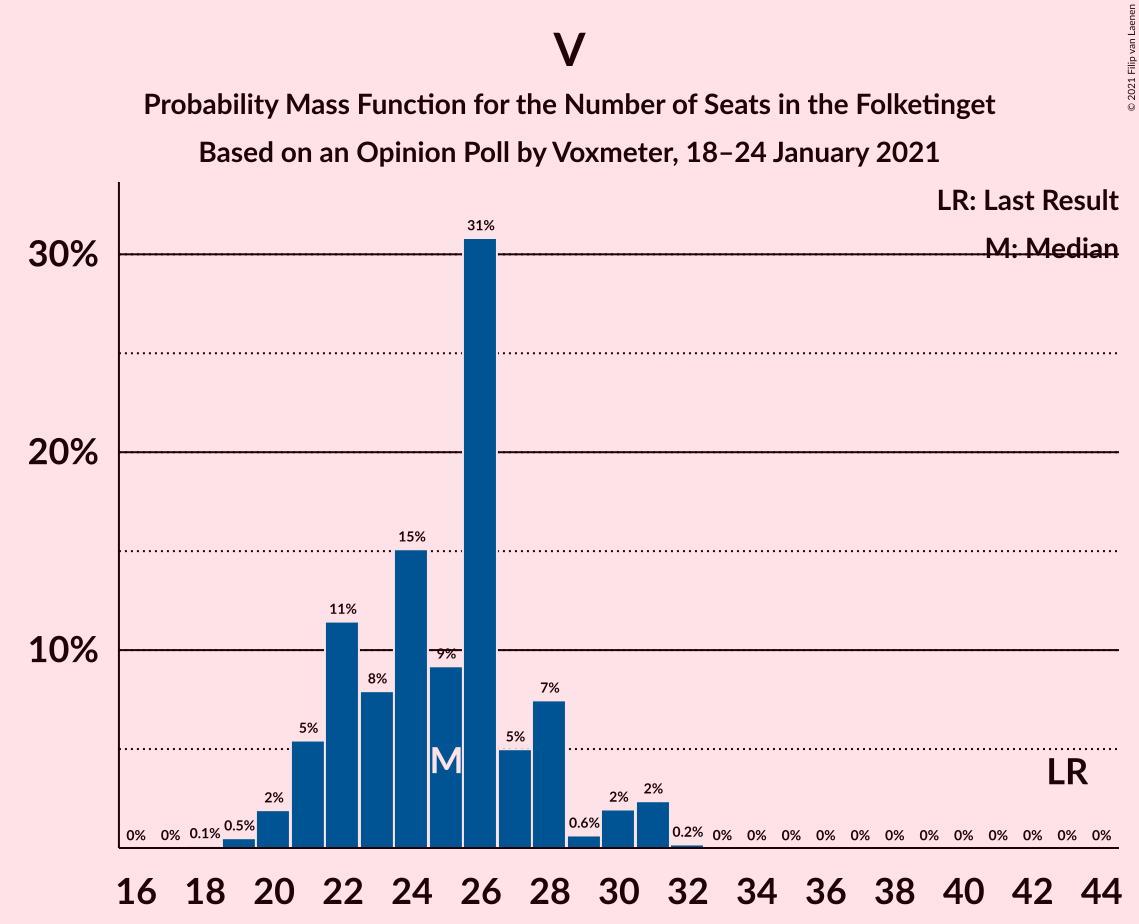 V
Probability Mass Function for the Number of Seats in the Folketinget
Based on an Opinion Poll by Voxmeter, 18–24 January 2021
© 2021 Filip van Laenen
LR: Last Result
M: Median
30%
20%
10%
0% 0% 0.1% 0.5% 2% 5% 11% 8% 15% 9% 31% 5% 7% 0.6% 2% 2% 0.2% 0% 0% 0% 0% 0% 0% 0% 0% 0% 0% 0% 0%
M
LR
16 18 20 22 24 26 28 30 32 34 36 38 40 42 44